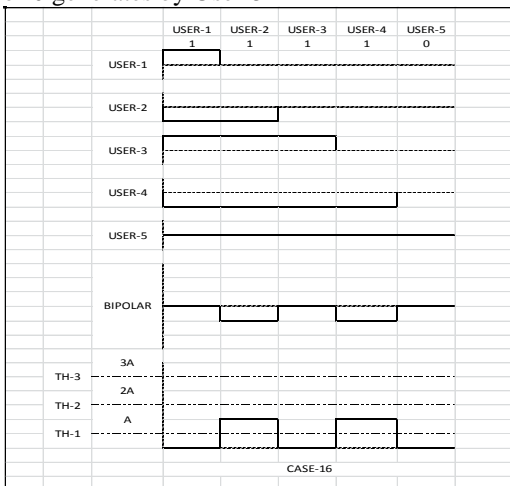 USER-1 USER-2 USER-3 USER-4 USER-5
1 1 1 1 0
USER-1
USER-2
USER-3
USER-4
USER-5
BIPOLAR
3A
TH-3
2A
TH-2
A
TH-1
CASE-16